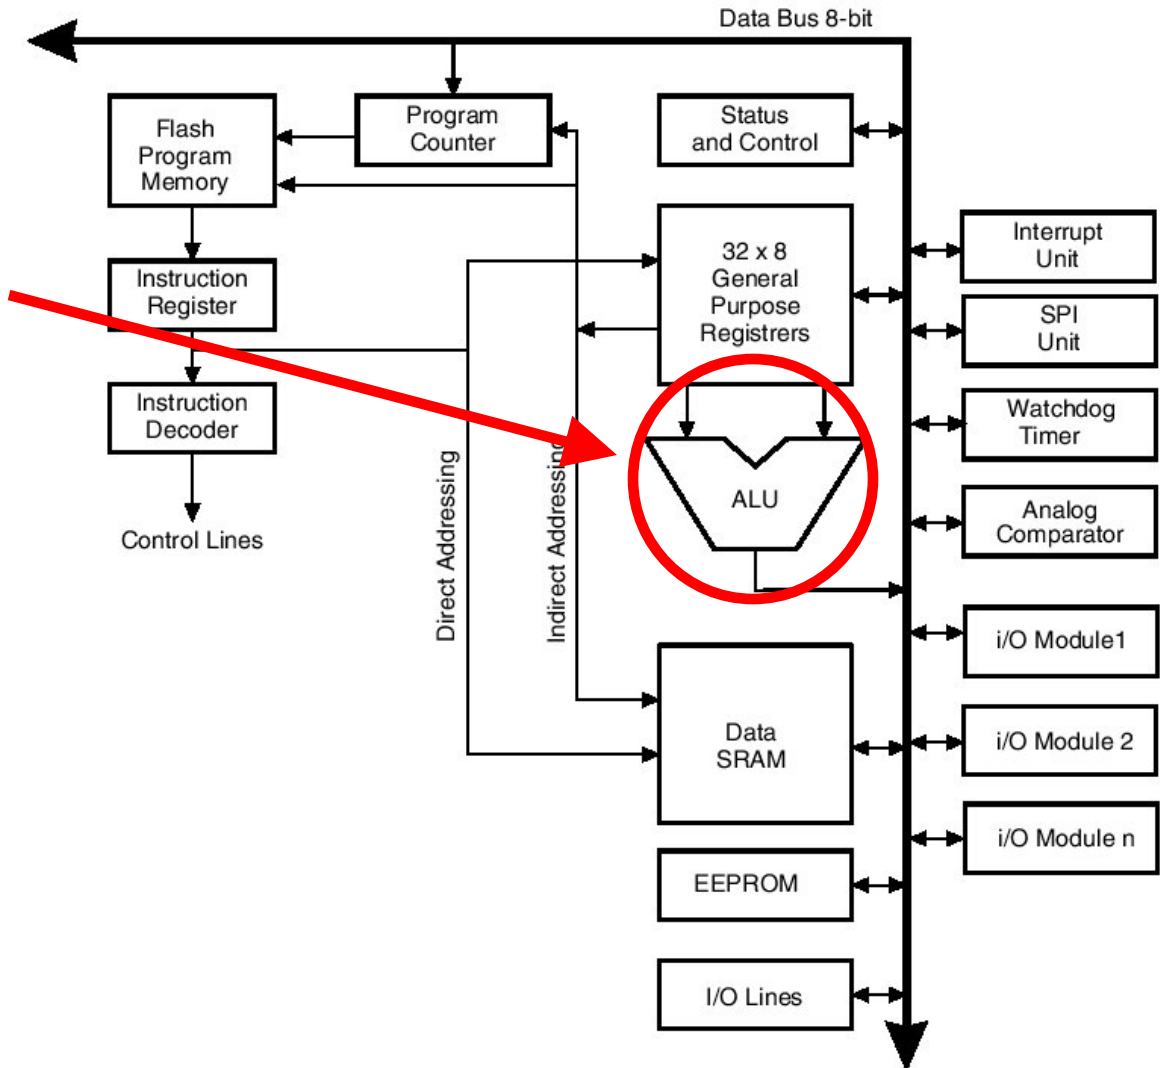 Data Bus 8-bit
Flash
Program
Memory
Program
Counter
Status
and Control
32 x 8
General
Purpose
Registrers
Interrupt
Unit
Instruction
Register
SPI
Unit
Instruction
Decoder
Watchdog
Timer
ALU
Analog
Comparator
Control Lines
Direct Addressing
Indirect Addressing
i/O Module1
Data
SRAM
i/O Module 2
i/O Module n
EEPROM
I/O Lines